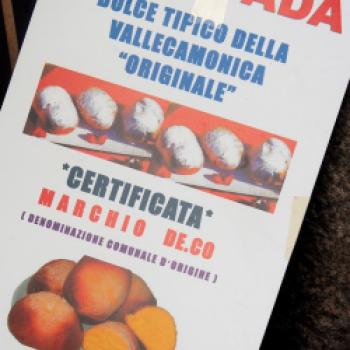 ADA
DOLCE TIPICO DELLA
VALLECAMONICA
"ORIGINALE"
*CERTIFICATA*
MARCHIO DE.CO
( DENOMINAZIONE COMUNALE D'ORIGINE )